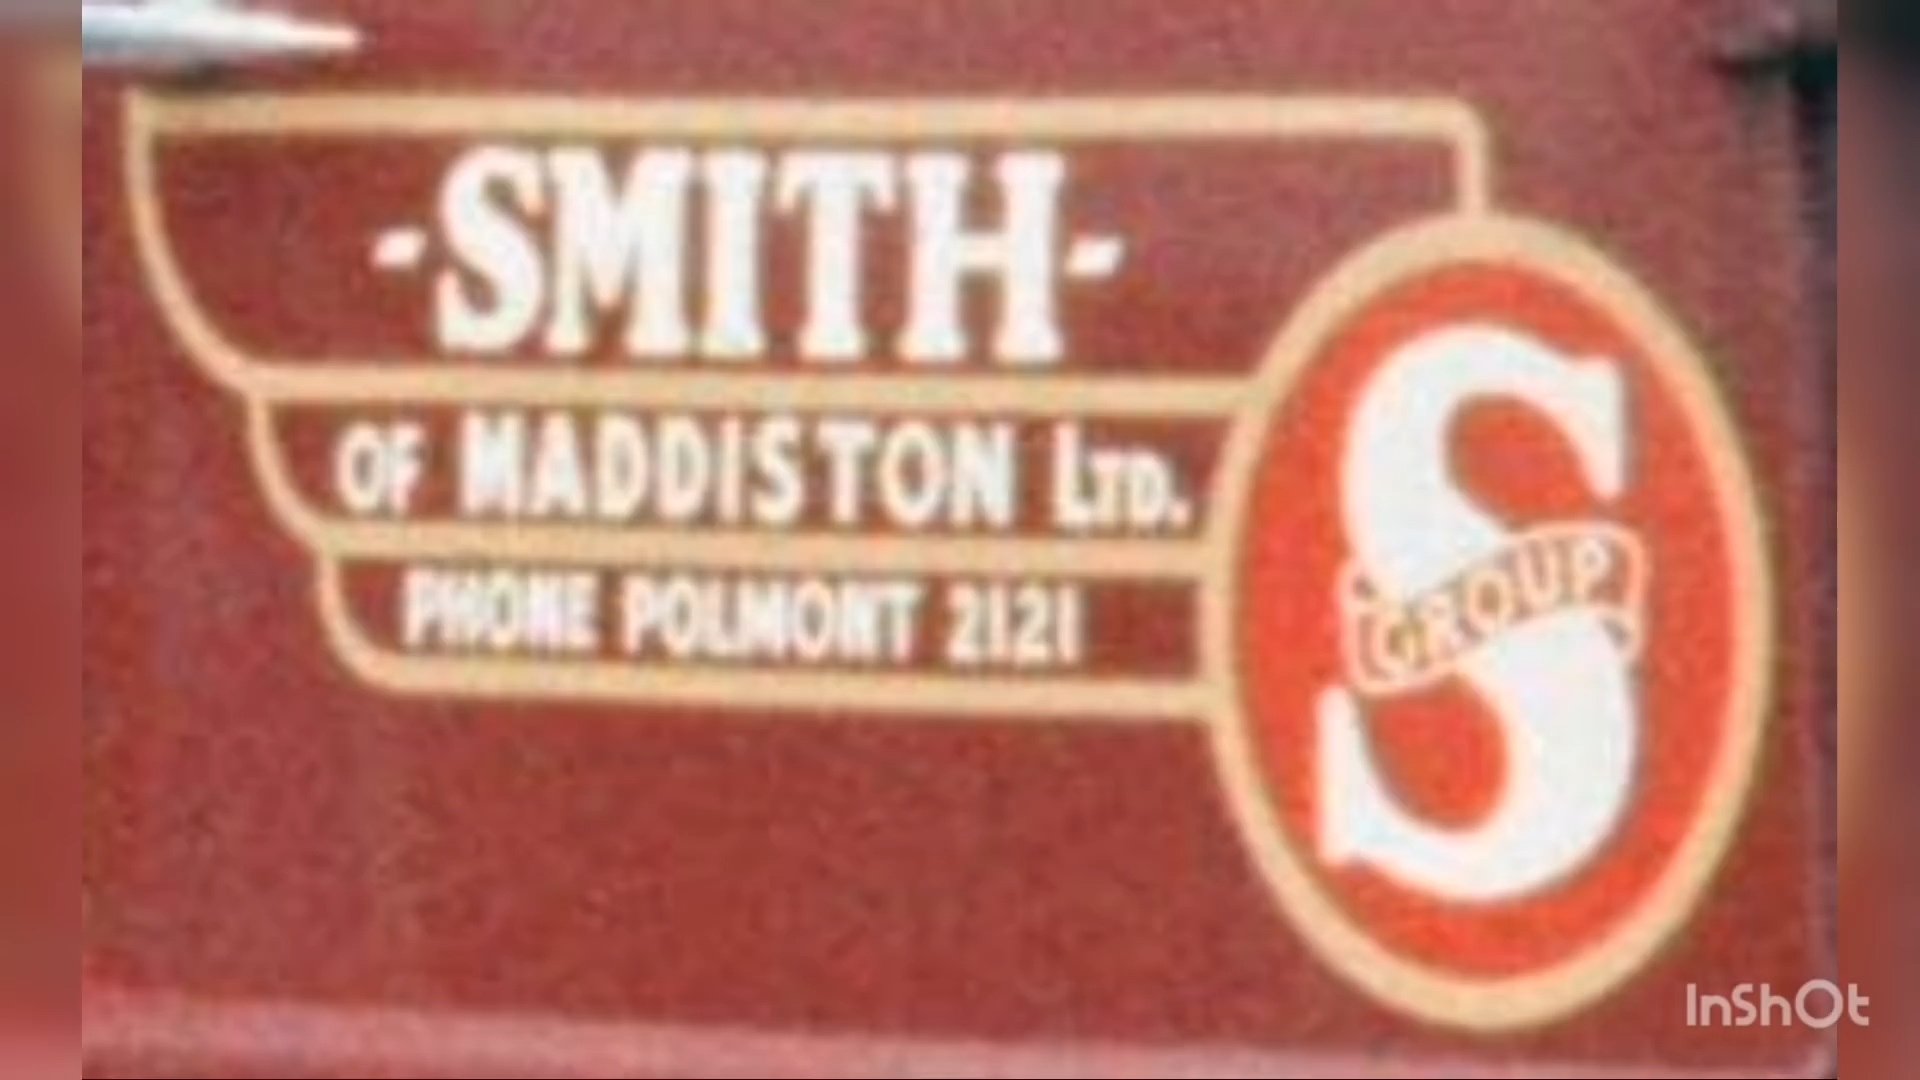 -SMITH-
OF MADDISTON LTD.
PHONE POLMONT 2121
S
GROUP
InShOt